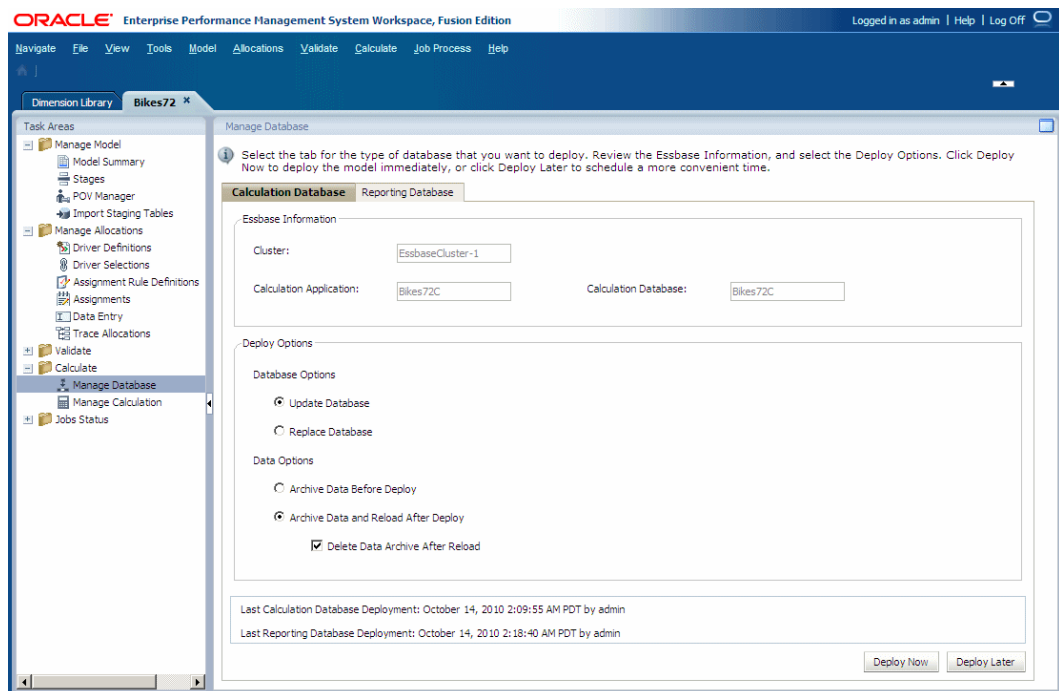 ORACLE® Enterprise Performance Management System Workspace, Fusion Edition
Logged in as admin | Help | Log Off
Navigate File View Tools Model Allocations Validate Calculate Job Process Help
Dimension Library
Bikes72 ×
Task Areas
Manage Model
Model Summary
Stages
POV Manager
Import Staging Tables
Manage Allocations
Driver Definitions
Driver Selections
Assignment Rule Definitions
Assignments
Data Entry
Trace Allocations
Validate
Calculate
Manage Database
Manage Calculation
Jobs Status
Manage Database
Select the tab for the type of database that you want to deploy. Review the Essbase Information, and select the Deploy Options. Click Deploy
Now to deploy the model immediately, or click Deploy Later to schedule a more convenient time.
Calculation Database
Reporting Database
Essbase Information
Cluster: EssbaseCluster-1
Calculation Application: Bikes72C
Calculation Database: Bikes72C
Deploy Options
Database Options
Update Database
Replace Database
Data Options
Archive Data Before Deploy
Archive Data and Reload After Deploy
Delete Data Archive After Reload
Last Calculation Database Deployment: October 14, 2010 2:09:55 AM PDT by admin
Last Reporting Database Deployment: October 14, 2010 2:18:40 AM PDT by admin
Deploy Now
Deploy Later